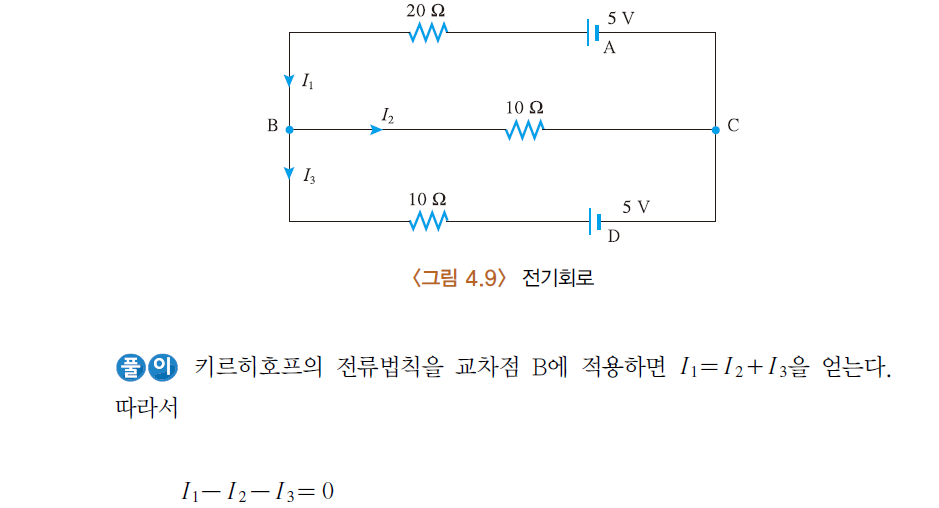 20 Ω
5 V
A
I₁
B
I₂
10 Ω
C
I₃
10 Ω
5 V
D
〈그림 4.9〉 전기회로
풀이 키르히호프의 전류법칙을 교차점 B에 적용하면 I₁=I₂+I₃을 얻는다.
따라서
I₁−I₂−I₃=0